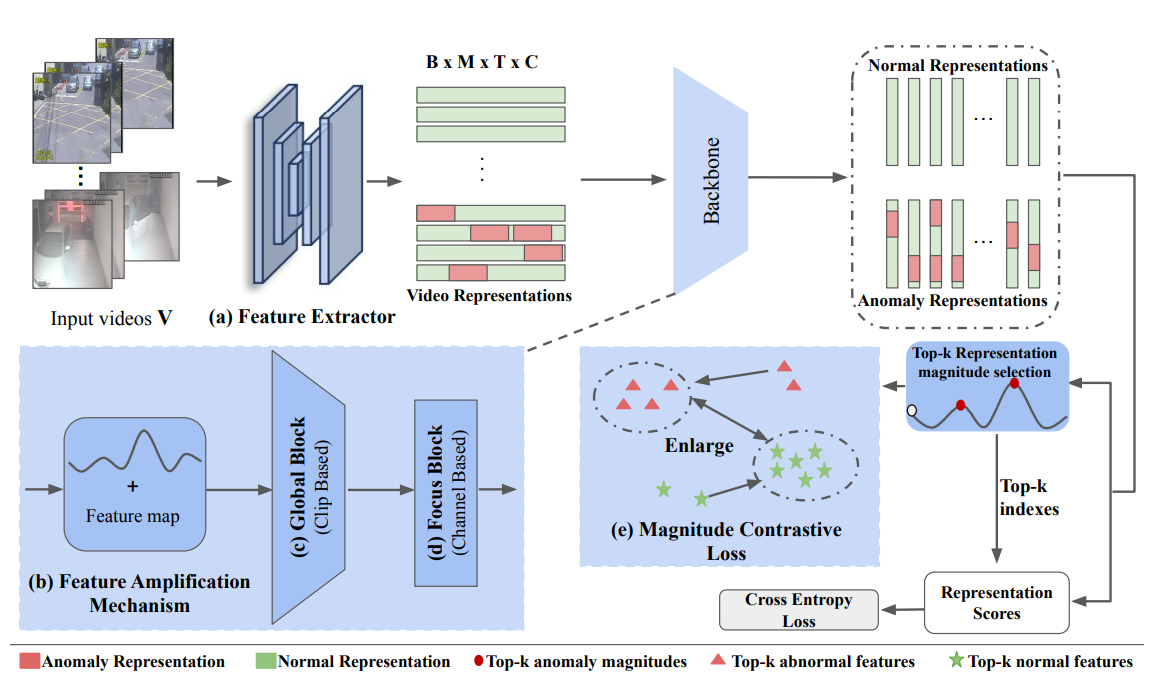 B x M x T x C
Normal Representations
...
Backbone
...
Video Representations
Anomaly Representations
Input videos V
(a) Feature Extractor
Top-k Representation
magnitude selection
Enlarge
(c) Global Block
(Clip Based)
(d) Focus Block
(Channel Based)
+
Feature map
Top-k
indexes
(e) Magnitude Contrastive
Loss
(b) Feature Amplification
Mechanism
Representation
Scores
Cross Entropy
Loss
Anomaly Representation
Normal Representation
Top-k anomaly magnitudes
Top-k abnormal features
Top-k normal features